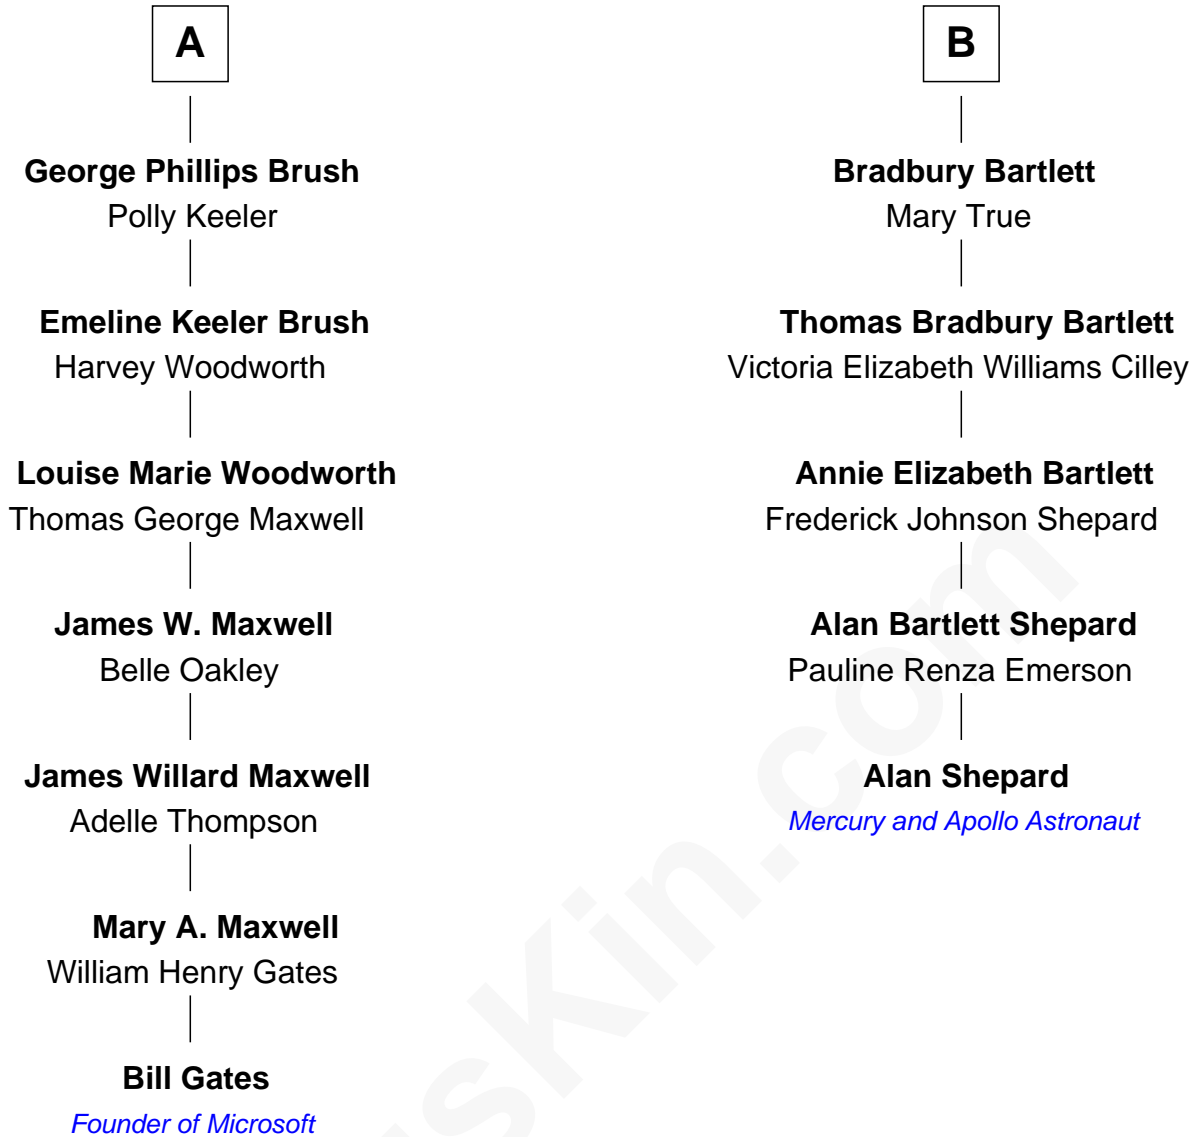 A
George Phillips Brush
Polly Keeler
Emeline Keeler Brush
Harvey Woodworth
Louise Marie Woodworth
Thomas George Maxwell
James W. Maxwell
Belle Oakley
James Willard Maxwell
Adelle Thompson
Mary A. Maxwell
William Henry Gates
Bill Gates
Founder of Microsoft
B
Bradbury Bartlett
Mary True
Thomas Bradbury Bartlett
Victoria Elizabeth Williams Cilley
Annie Elizabeth Bartlett
Frederick Johnson Shepard
Alan Bartlett Shepard
Pauline Renza Emerson
Alan Shepard
Mercury and Apollo Astronaut